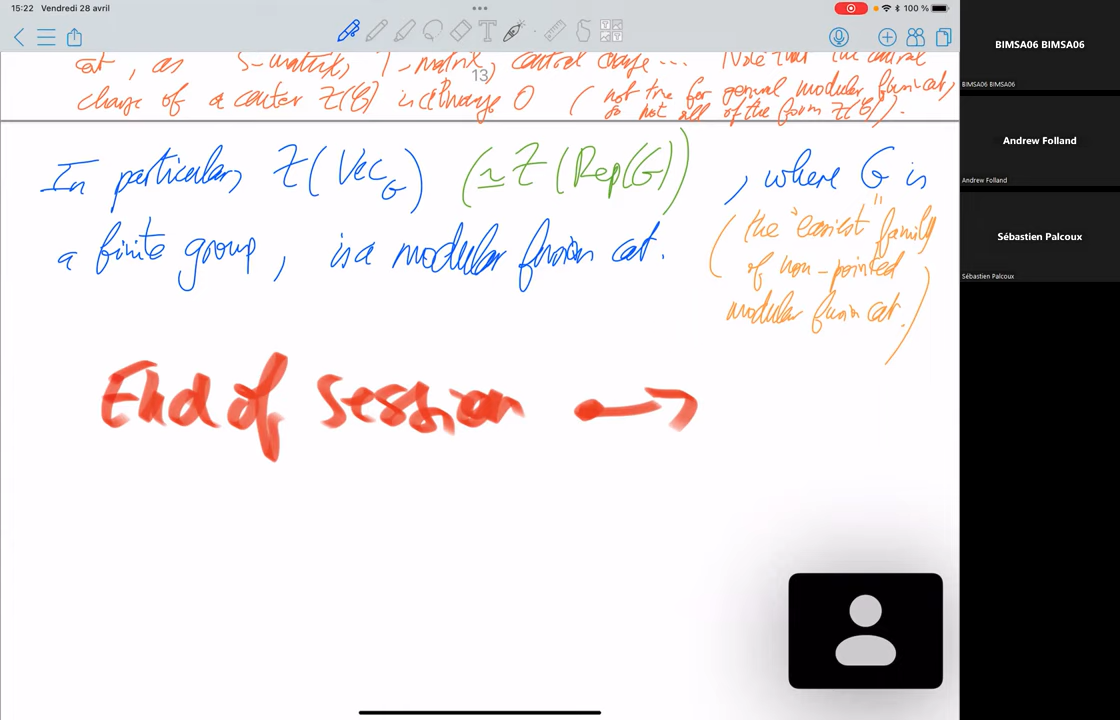 15:22 Vendredi 28 avril
100 %
cat, as S-matrix, T-matrix, central charge... Note that the central
13
charge of a center Z(C) is always 0 (not true for general modular fusion cat,
so not all of the form Z(C)).
In particular, Z(Vec_G) (≃ Z(Rep(G))) , where G is
a finite group, is a modular fusion cat.
(the "easiest" family
of non-pointed
modular fusion cat.)
End of session
BIMSA06 BIMSA06
BIMSA06 BIMSA06
Andrew Folland
Andrew Folland
Sébastien Palcoux
Sébastien Palcoux